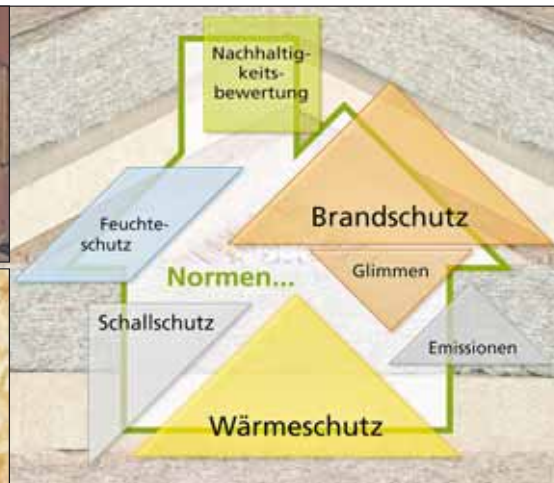 Nachhaltig-
keits-
bewertung
Feuchte-
schutz
Brandschutz
Normen...
Glimmen
Schallschutz
Emissionen
Wärmeschutz